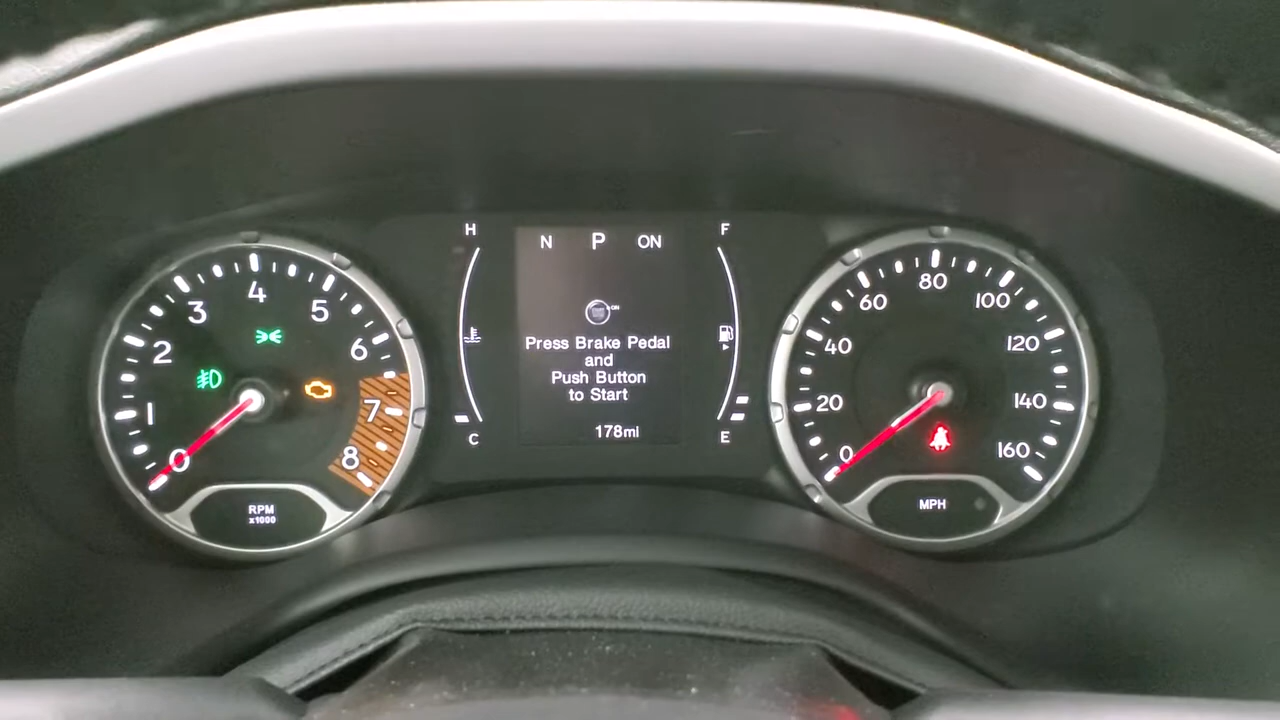 0 1 2 3 4 5 6 7 8
RPM
x1000
H
C
N P ON
Press Brake Pedal
and
Push Button
to Start
178mi
F
E
0 20 40 60 80 100 120 140 160
MPH